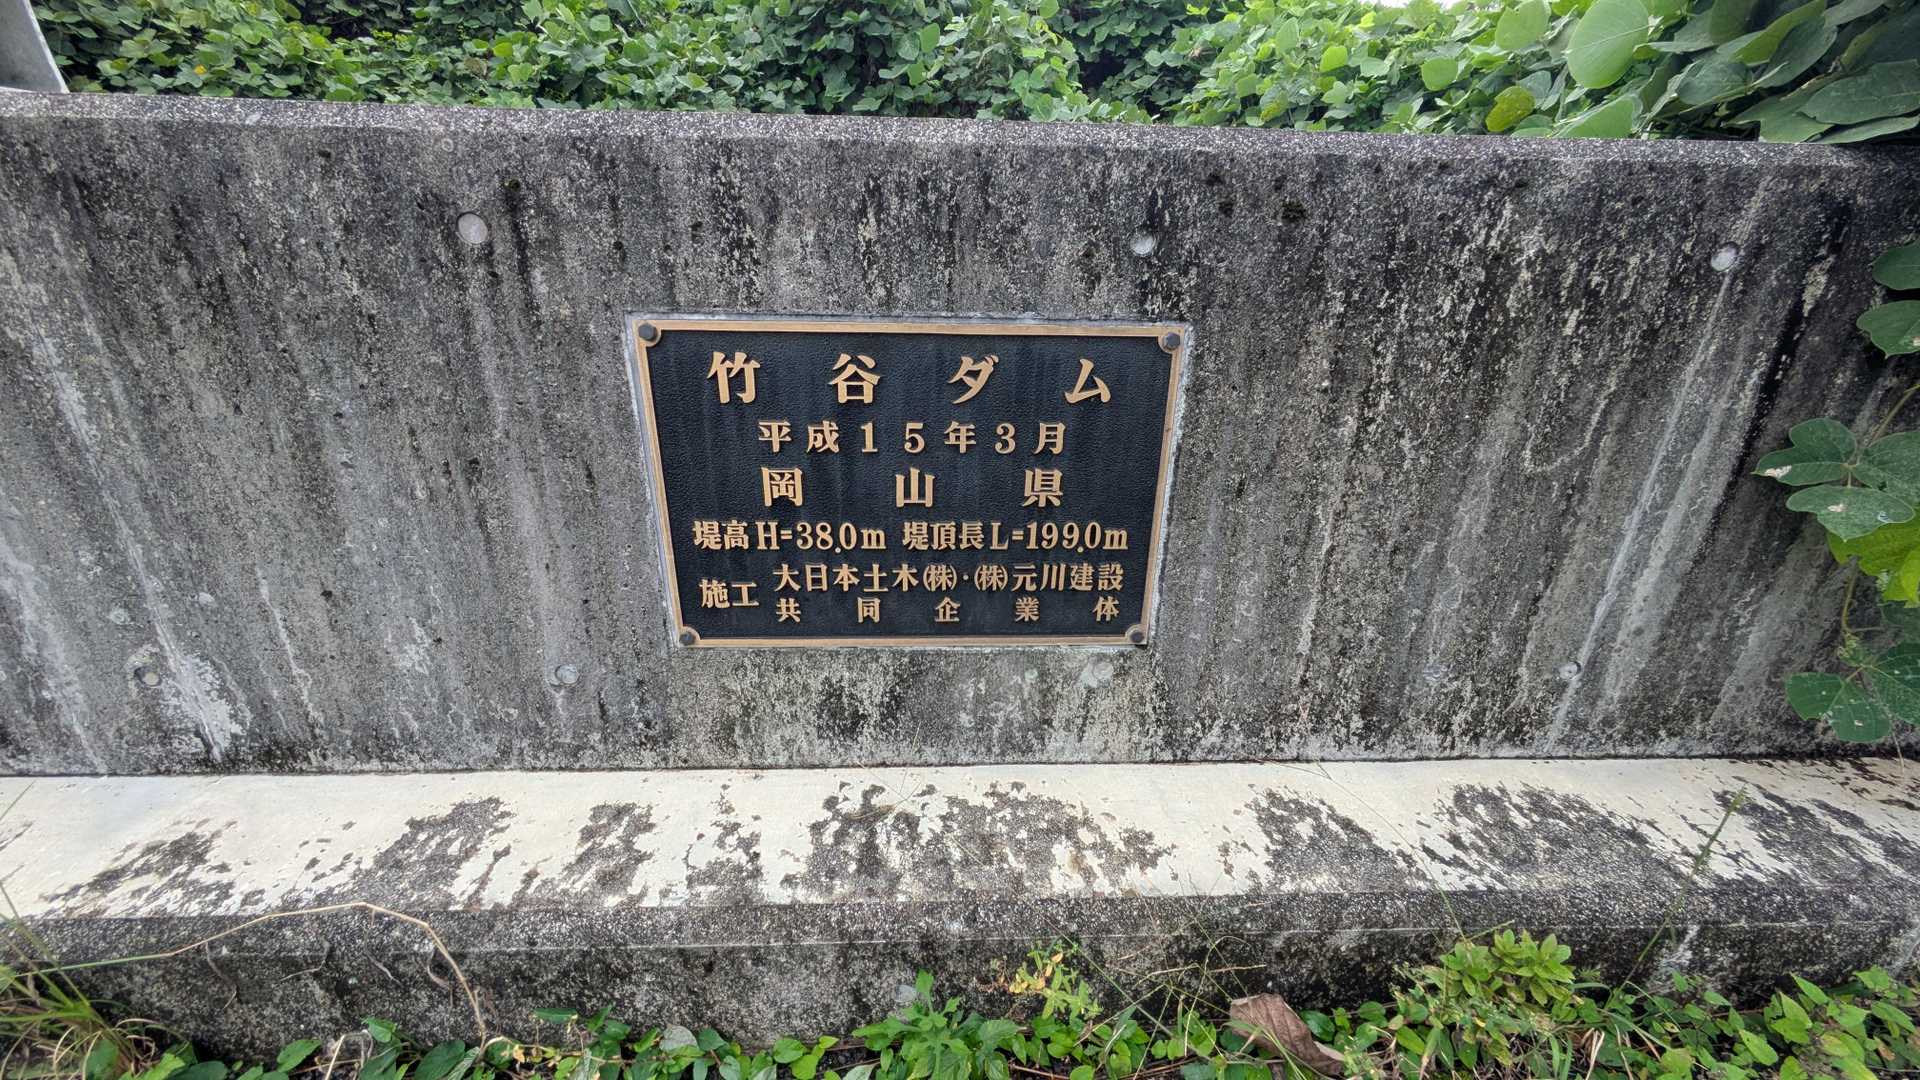 竹谷ダム
平成15年3月
岡山県
堤高H=38.0m 堤頂長L=199.0m
施工 大日本土木㈱・㈱元川建設
共同企業体